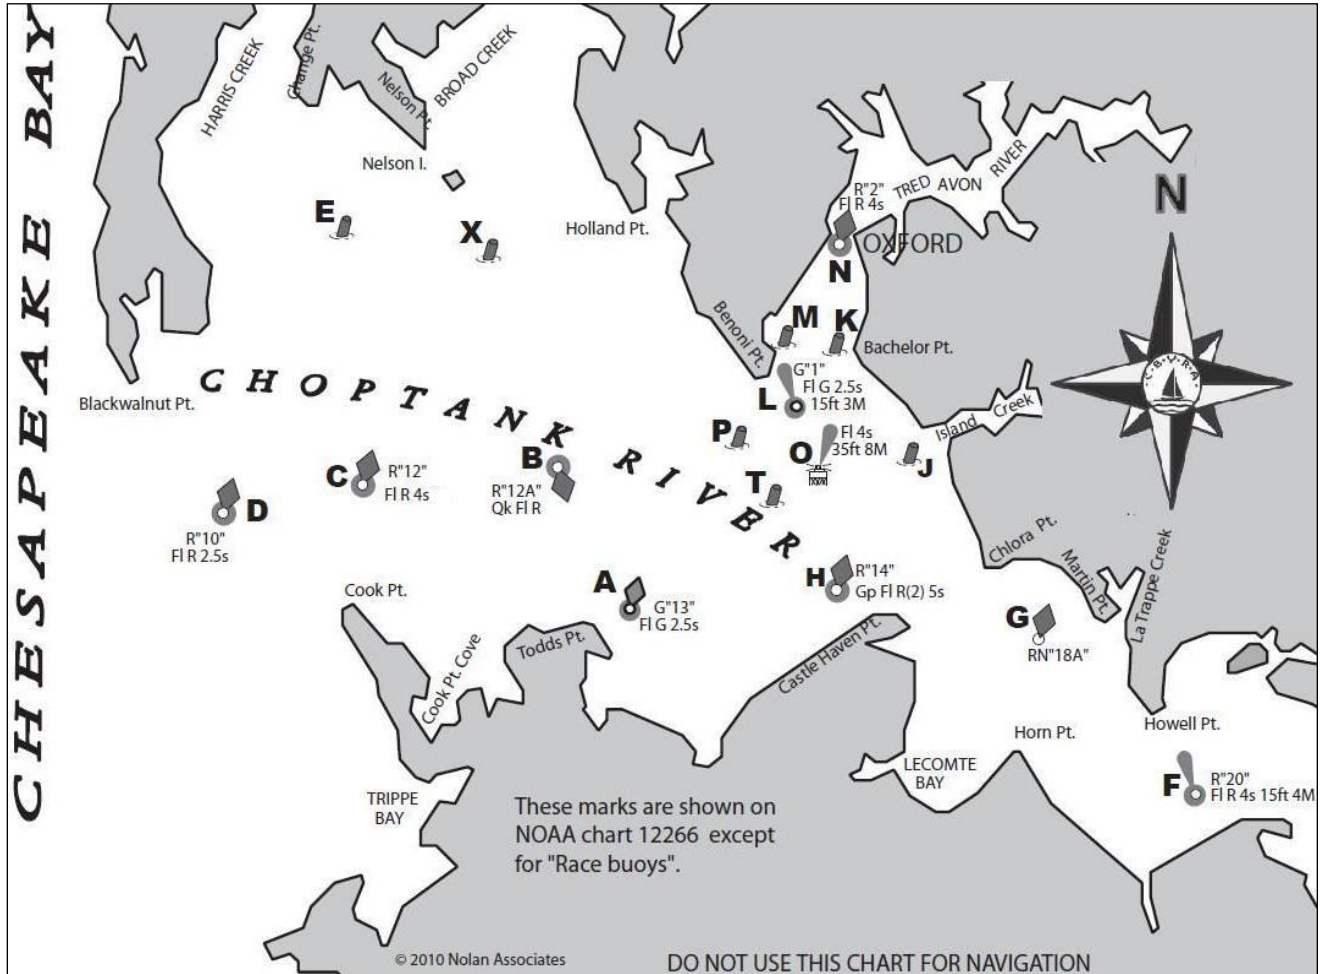 CHESAPEAKE BAY
HARRIS CREEK
Change Pt.
Nelson Pt.
BROAD CREEK
Nelson I.
E
X
Holland Pt.
R"2"
Fl R 4s
TRED AVON RIVER
OXFORD
N
N
Benoni Pt.
M
K
Bachelor Pt.
G"1"
Fl G 2.5s
15ft 3M
L
Island Creek
Blackwalnut Pt.
CHOPTANK RIVER
P
O
Fl 4s
35ft 8M
J
T
C
R"12"
Fl R 4s
B
R"12A"
Qk Fl R
D
R"10"
Fl R 2.5s
C·B·Y·R·A
Chlora Pt.
Martin Pt.
La Trappe Creek
Cook Pt.
A
G"13"
Fl G 2.5s
H
R"14"
Gp Fl R(2) 5s
G
RN"18A"
Cook Pt. Cove
Todds Pt.
Castle Haven Pt.
Horn Pt.
Howell Pt.
LECOMTE
BAY
F
R"20"
Fl R 4s 15ft 4M
TRIPPE
BAY
These marks are shown on
NOAA chart 12266 except
for "Race buoys".
© 2010 Nolan Associates
DO NOT USE THIS CHART FOR NAVIGATION